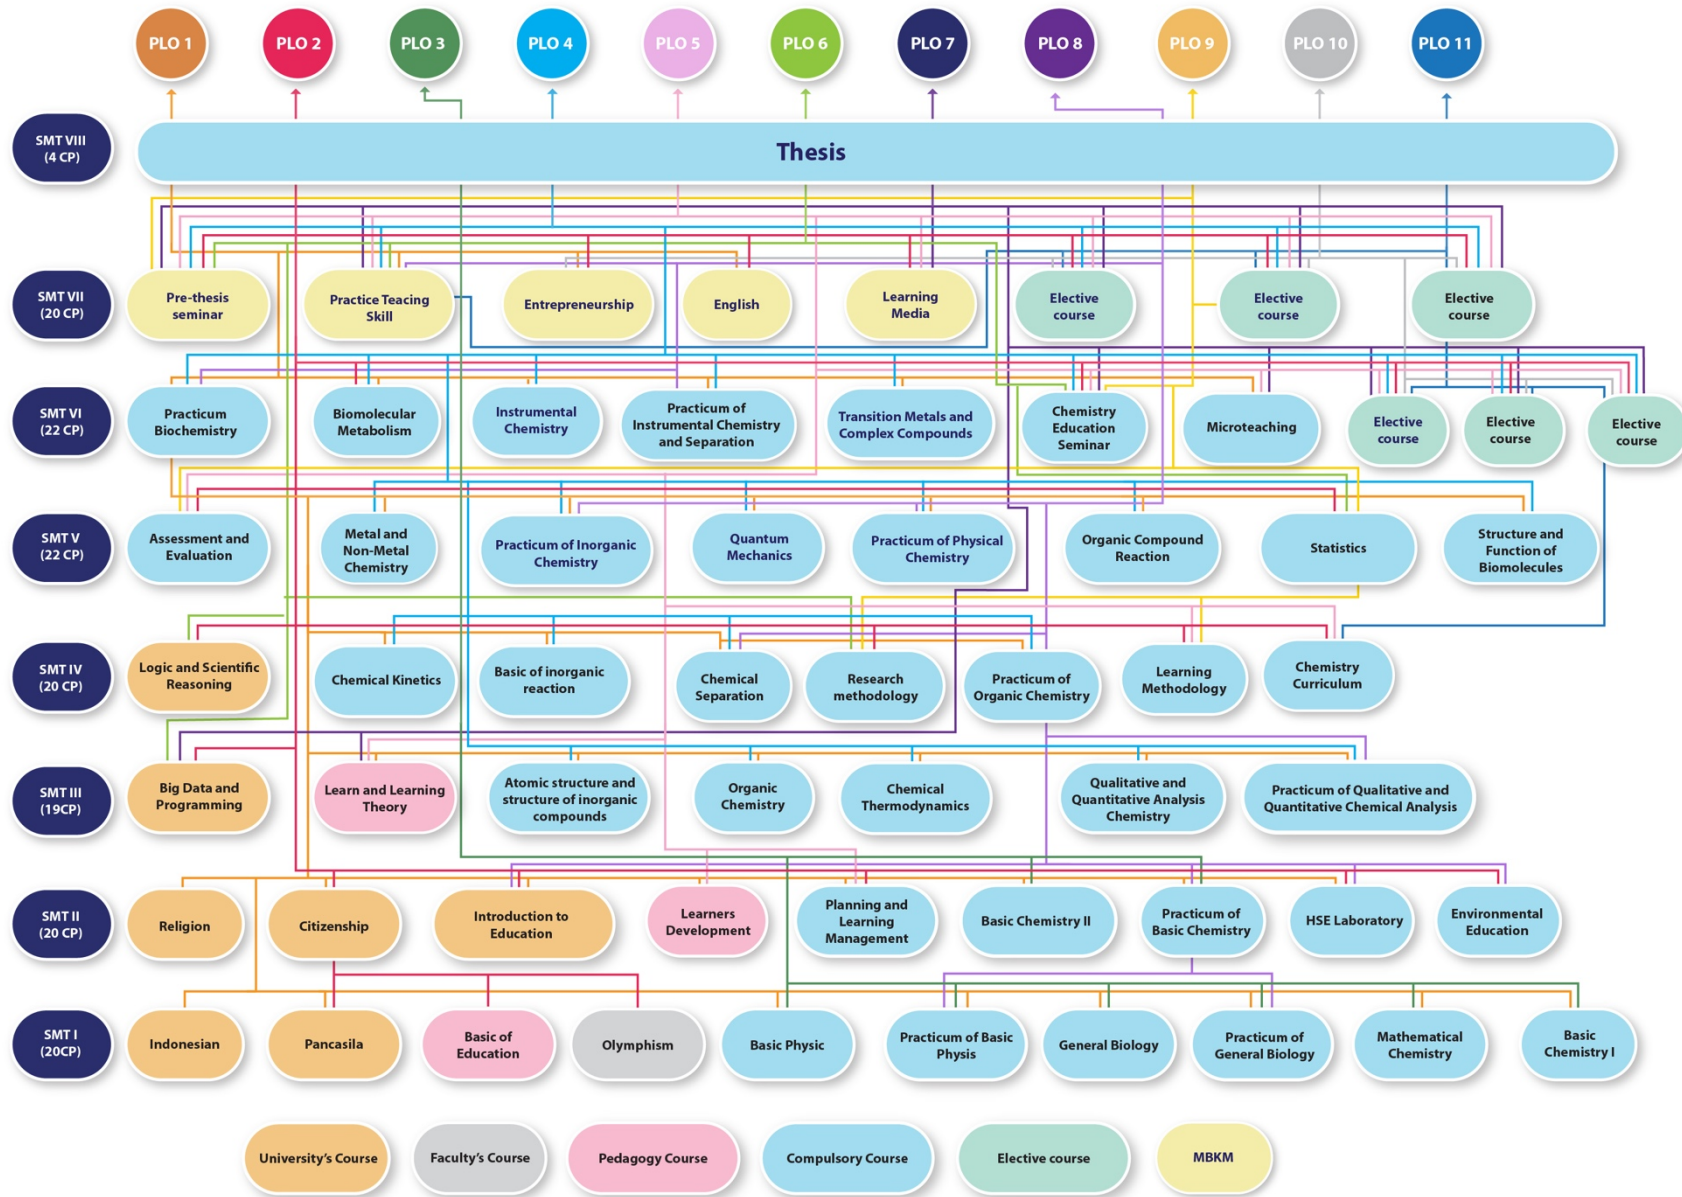 PLO 1
PLO 2
PLO 3
PLO 4
PLO 5
PLO 6
PLO 7
PLO 8
PLO 9
PLO 10
PLO 11
SMT VIII
(4 CP)
Thesis
SMT VII
(20 CP)
Pre-thesis
seminar
Practice Teacing
Skill
Entrepreneurship
English
Learning
Media
Elective
course
Elective
course
Elective
course
SMT VI
(22 CP)
Practicum
Biochemistry
Biomolecular
Metabolism
Instrumental
Chemistry
Practicum of
Instrumental Chemistry
and Separation
Transition Metals and
Complex Compounds
Chemistry
Education
Seminar
Microteaching
Elective
course
Elective
course
Elective
course
SMT V
(22 CP)
Assessment and
Evaluation
Metal and
Non-Metal
Chemistry
Practicum of Inorganic
Chemistry
Quantum
Mechanics
Practicum of Physical
Chemistry
Organic Compound
Reaction
Statistics
Structure and
Function of
Biomolecules
SMT IV
(20 CP)
Logic and Scientific
Reasoning
Chemical Kinetics
Basic of inorganic
reaction
Chemical
Separation
Research
methodology
Practicum of
Organic Chemistry
Learning
Methodology
Chemistry
Curriculum
SMT III
(19CP)
Big Data and
Programming
Learn and Learning
Theory
Atomic structure and
structure of inorganic
compounds
Organic
Chemistry
Chemical
Thermodynamics
Qualitative and
Quantitative Analysis
Chemistry
Practicum of Qualitative and
Quantitative Chemical Analysis
SMT II
(20 CP)
Religion
Citizenship
Introduction to
Education
Learners
Development
Planning and
Learning
Management
Basic Chemistry II
Practicum of
Basic Chemistry
HSE Laboratory
Environmental
Education
SMT I
(20CP)
Indonesian
Pancasila
Basic of
Education
Olymphism
Basic Physic
Practicum of Basic
Physis
General Biology
Practicum of
General Biology
Mathematical
Chemistry
Basic
Chemistry I
University's Course
Faculty's Course
Pedagogy Course
Compulsory Course
Elective course
MBKM